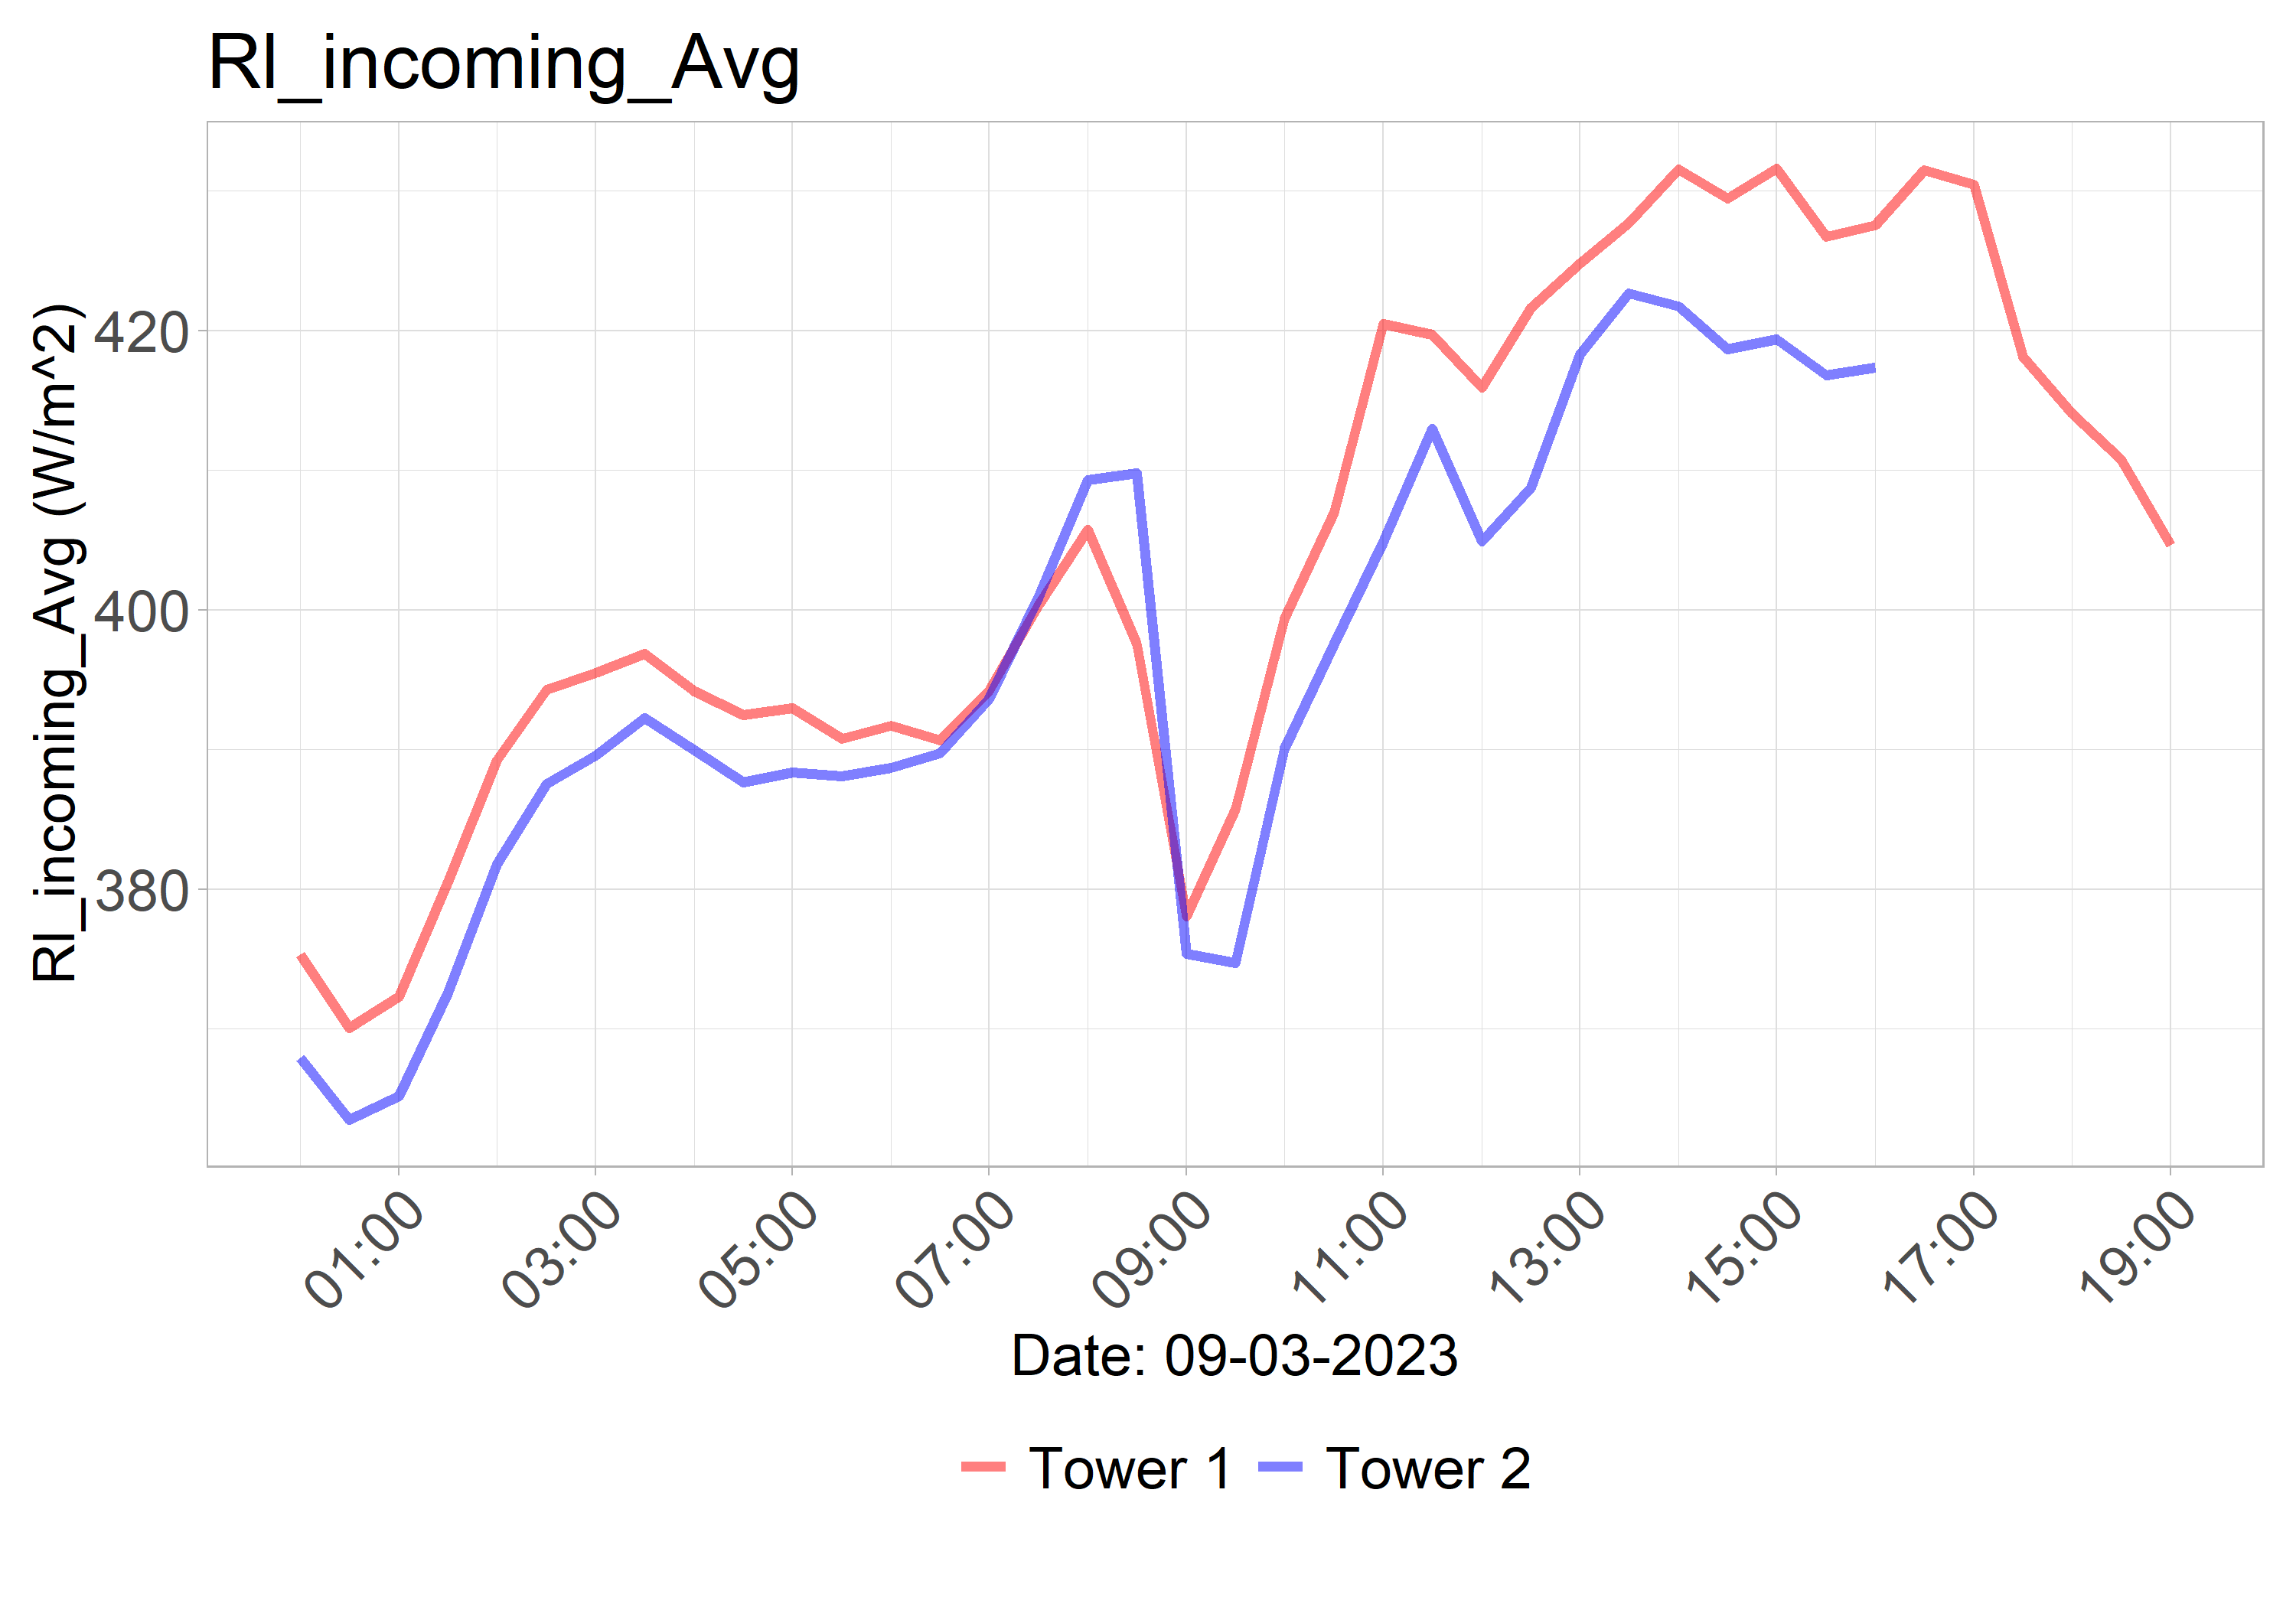 Rl_incoming_Avg
Rl_incoming_Avg (W/m^2)
420
400
380
01:00
03:00
05:00
07:00
09:00
11:00
13:00
15:00
17:00
19:00
Date: 09-03-2023
Tower 1
Tower 2